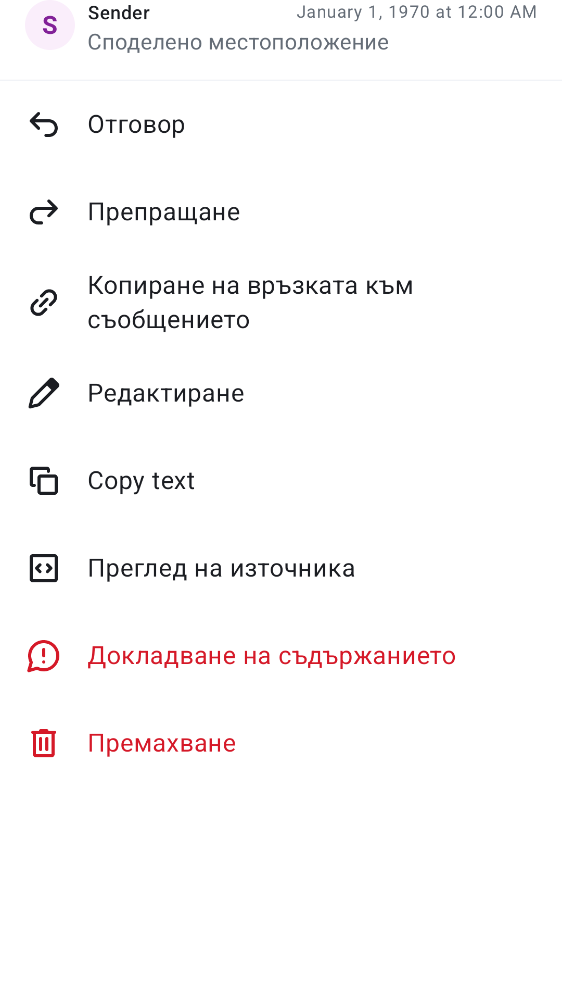 S
Sender
January 1, 1970 at 12:00 AM
Споделено местоположение
Отговор
Препращане
Копиране на връзката към
съобщението
Редактиране
Copy text
Преглед на източника
Докладване на съдържанието
Премахване